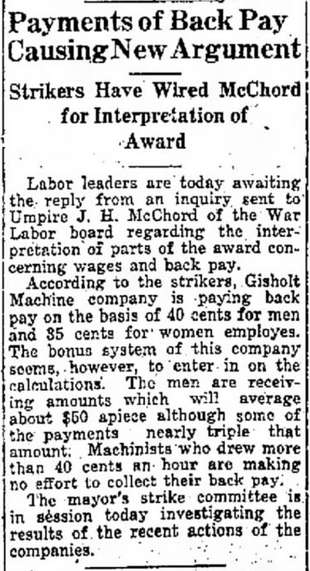 Payments of Back Pay
Causing New Argument
Strikers Have Wired McChord
for Interpretation of
Award
Labor leaders are today awaiting
the reply from an inquiry sent to
Umpire J. H. McChord of the War
Labor board regarding the inter-
pretation of parts of the award con-
cerning wages and back pay.
According to the strikers, Gisholt
Machine company is paying back
pay on the basis of 40 cents for men
and 35 cents for women employes.
The bonus system of this company
seems, however, to enter in on the
calculations. The men are receiv-
ing amounts which will average
about $50 apiece although some of
the payments nearly triple that
amount. Machinists who drew more
than 40 cents an hour are making
no effort to collect their back pay.
The mayor's strike committee is
in session today investigating the
results of the recent actions of the
companies.